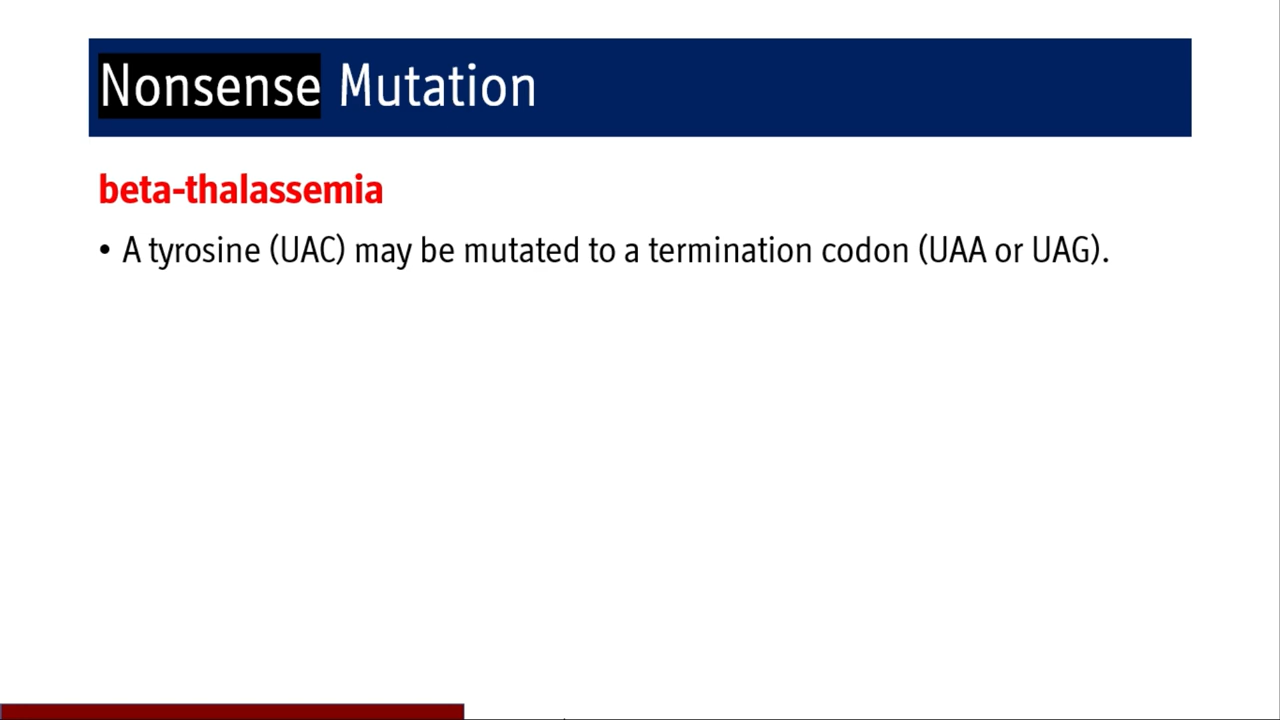 Nonsense Mutation
beta-thalassemia
• A tyrosine (UAC) may be mutated to a termination codon (UAA or UAG).